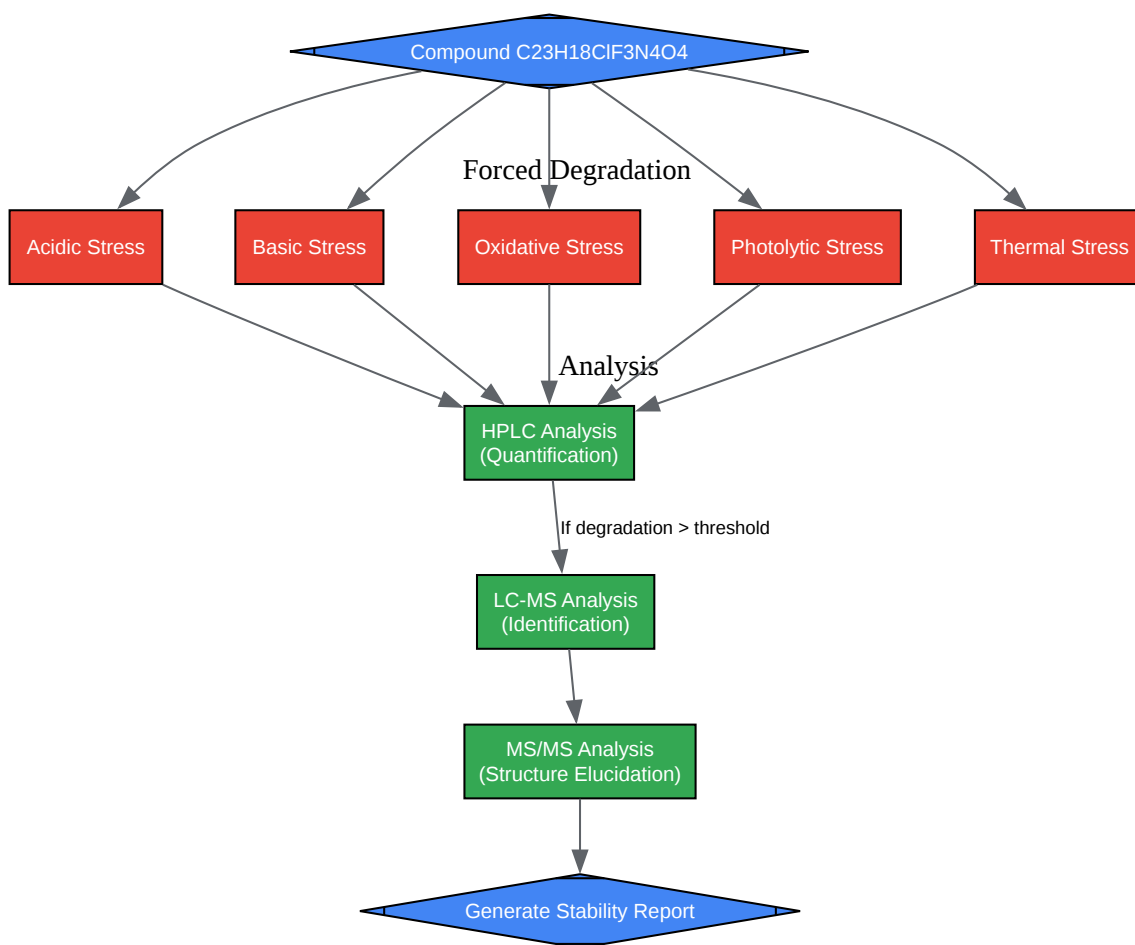 Compound C23H18ClF3N4O4
Forced Degradation
Acidic Stress
Basic Stress
Oxidative Stress
Photolytic Stress
Thermal Stress
Analysis
HPLC Analysis
(Quantification)
If degradation > threshold
LC-MS Analysis
(Identification)
MS/MS Analysis
(Structure Elucidation)
Generate Stability Report